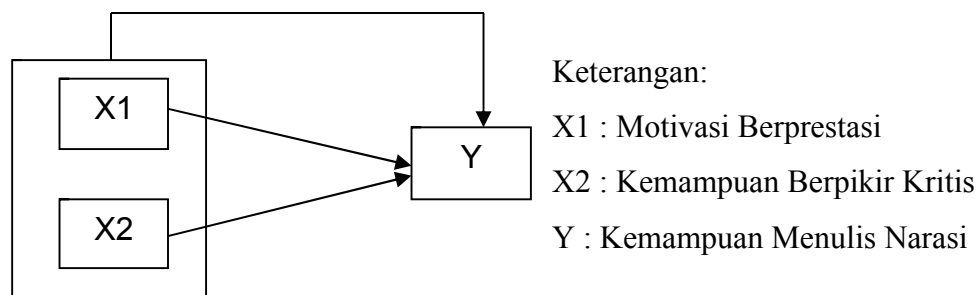 X1
X2
Y
Keterangan:
X1 : Motivasi Berprestasi
X2 : Kemampuan Berpikir Kritis
Y : Kemampuan Menulis Narasi